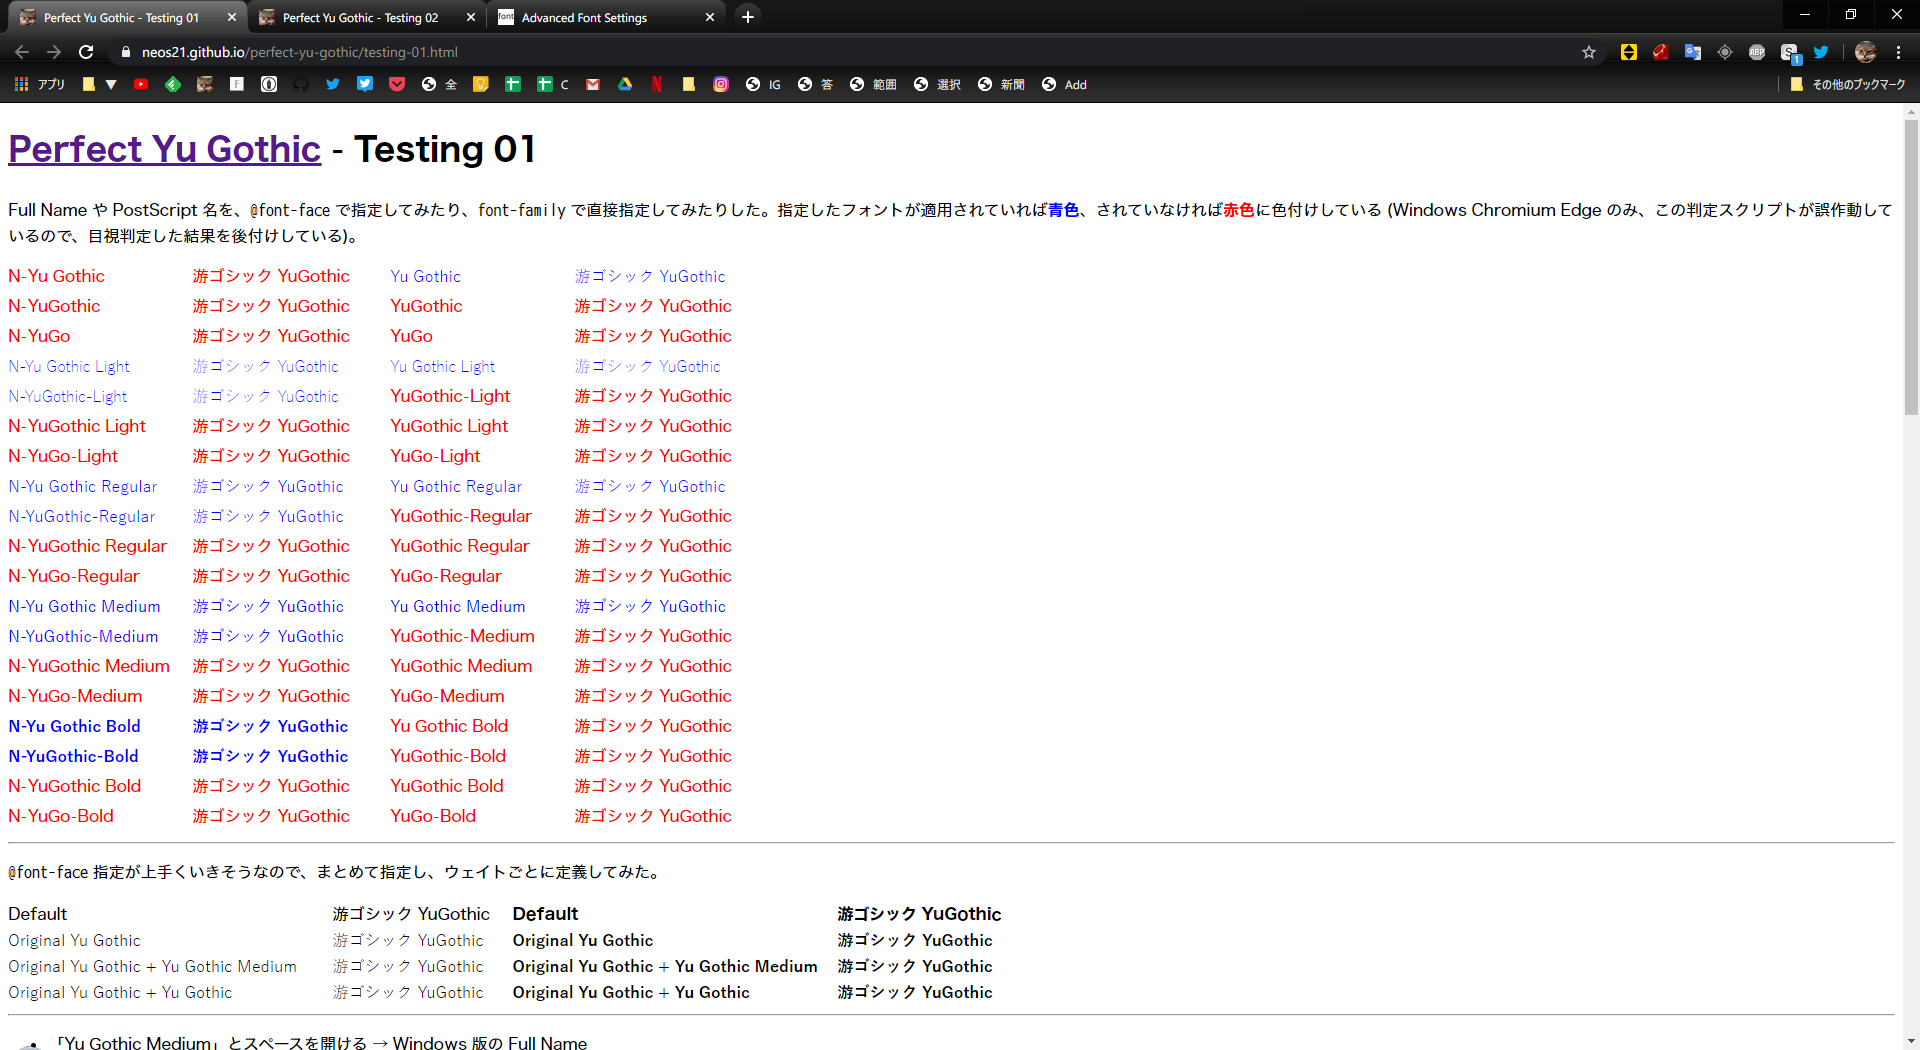 Perfect Yu Gothic - Testing 01
Perfect Yu Gothic - Testing 02
font Advanced Font Settings
neos21.github.io/perfect-yu-gothic/testing-01.html
アプリ 全 C IG 答 範囲 選択 新聞 Add その他のブックマーク
Perfect Yu Gothic - Testing 01
Full Name や PostScript 名を、@font-face で指定してみたり、font-family で直接指定してみたりした。指定したフォントが適用されていれば青色、されていなければ赤色に色付けしている (Windows Chromium Edge のみ、この判定スクリプトが誤作動して
いるので、目視判定した結果を後付けしている)。
N-Yu Gothic 游ゴシック YuGothic Yu Gothic 游ゴシック YuGothic
N-YuGothic 游ゴシック YuGothic YuGothic 游ゴシック YuGothic
N-YuGo 游ゴシック YuGothic YuGo 游ゴシック YuGothic
N-Yu Gothic Light 游ゴシック YuGothic Yu Gothic Light 游ゴシック YuGothic
N-YuGothic-Light 游ゴシック YuGothic YuGothic-Light 游ゴシック YuGothic
N-YuGothic Light 游ゴシック YuGothic YuGothic Light 游ゴシック YuGothic
N-YuGo-Light 游ゴシック YuGothic YuGo-Light 游ゴシック YuGothic
N-Yu Gothic Regular 游ゴシック YuGothic Yu Gothic Regular 游ゴシック YuGothic
N-YuGothic-Regular 游ゴシック YuGothic YuGothic-Regular 游ゴシック YuGothic
N-YuGothic Regular 游ゴシック YuGothic YuGothic Regular 游ゴシック YuGothic
N-YuGo-Regular 游ゴシック YuGothic YuGo-Regular 游ゴシック YuGothic
N-Yu Gothic Medium 游ゴシック YuGothic Yu Gothic Medium 游ゴシック YuGothic
N-YuGothic-Medium 游ゴシック YuGothic YuGothic-Medium 游ゴシック YuGothic
N-YuGothic Medium 游ゴシック YuGothic YuGothic Medium 游ゴシック YuGothic
N-YuGo-Medium 游ゴシック YuGothic YuGo-Medium 游ゴシック YuGothic
N-Yu Gothic Bold 游ゴシック YuGothic Yu Gothic Bold 游ゴシック YuGothic
N-YuGothic-Bold 游ゴシック YuGothic YuGothic-Bold 游ゴシック YuGothic
N-YuGothic Bold 游ゴシック YuGothic YuGothic Bold 游ゴシック YuGothic
N-YuGo-Bold 游ゴシック YuGothic YuGo-Bold 游ゴシック YuGothic
@font-face 指定が上手くいきそうなので、まとめて指定し、ウェイトごとに定義してみた。
Default 游ゴシック YuGothic Default 游ゴシック YuGothic
Original Yu Gothic 游ゴシック YuGothic Original Yu Gothic 游ゴシック YuGothic
Original Yu Gothic + Yu Gothic Medium 游ゴシック YuGothic Original Yu Gothic + Yu Gothic Medium 游ゴシック YuGothic
Original Yu Gothic + Yu Gothic 游ゴシック YuGothic Original Yu Gothic + Yu Gothic 游ゴシック YuGothic
「Yu Gothic Medium」とスペースを開ける → Windows 版の Full Name